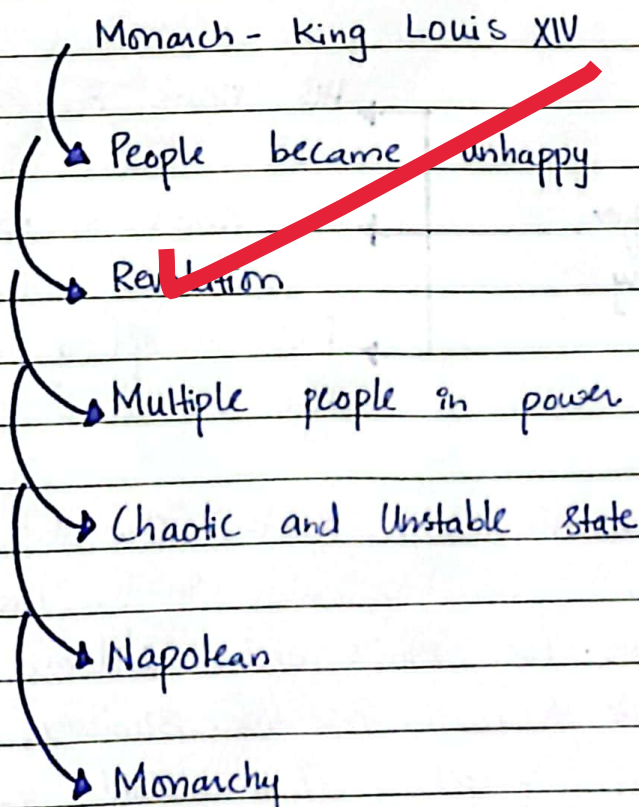 Monarch - King Louis XIV
People became unhappy
Revolution
Multiple people in power
Chaotic and Unstable state
Napolean
Monarchy